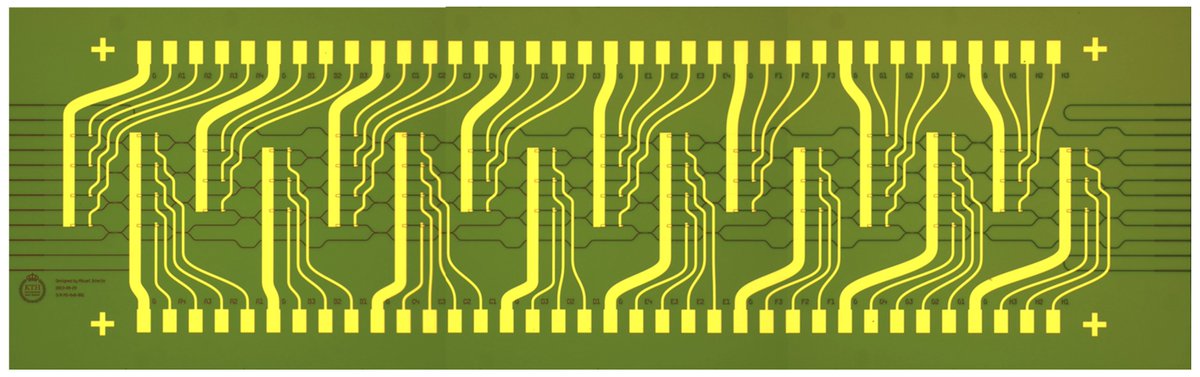 G A1 A2 A3 A4 G B1 B2 B3 G C1 C2 C3 C4 G D1 D2 D3 G E1 E2 E3 E4 G F1 F2 F3 G G1 G2 G3 G4 G H1 H2 H3
KTH
Designed by
G A4 A3 A2 A1 G B3 B2 B1 G C4 C3 C2 C1 G D3 D2 D1 G E4 E3 E2 E1 G F3 F2 F1 G G4 G3 G2 G1 G H3 H2 H1